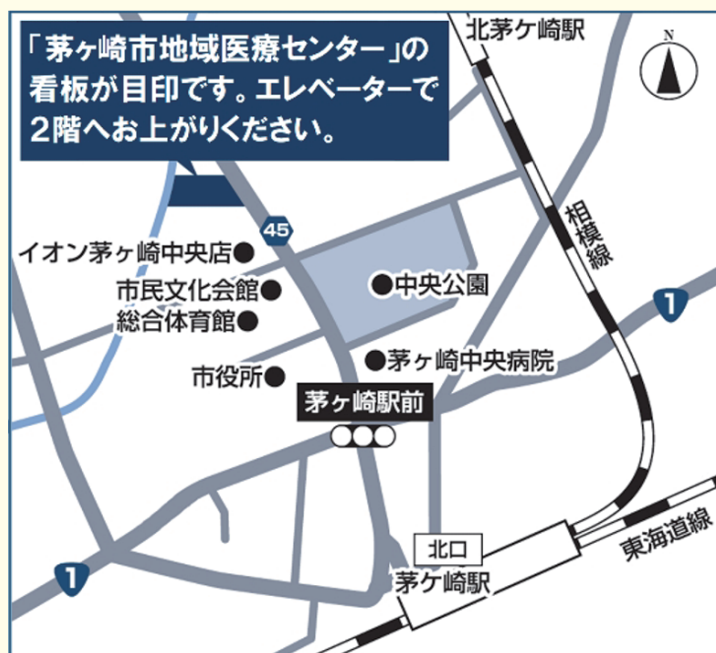 「茅ヶ崎市地域医療センター」の
看板が目印です。エレベーターで
2階へお上がりください。
北茅ケ崎駅
N
45
イオン茅ヶ崎中央店
市民文化会館
総合体育館
中央公園
相模線
1
市役所
茅ヶ崎中央病院
茅ヶ崎駅前
1
北口
茅ケ崎駅
東海道線